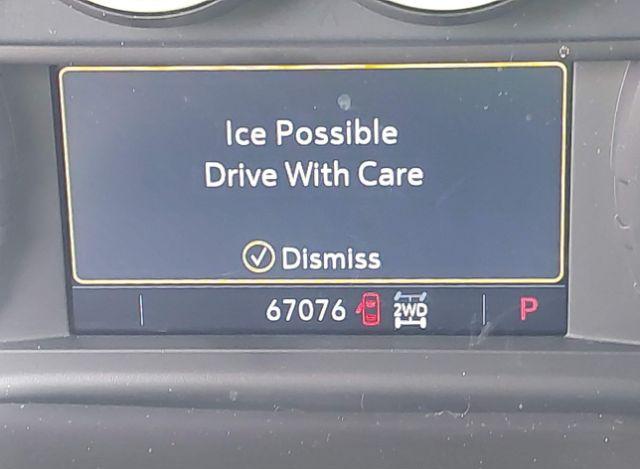 Ice Possible
Drive With Care
Dismiss
67076 2WD P